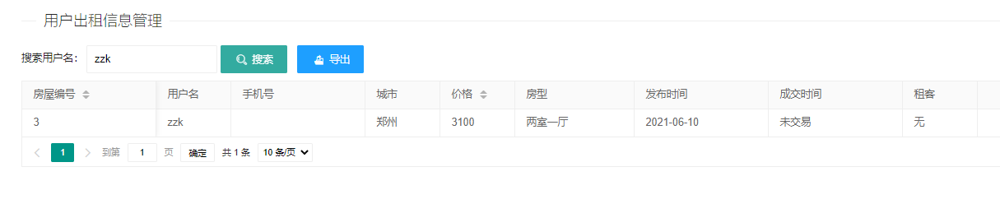 用户出租信息管理
搜索用户名： zzk 搜索 导出
房屋编号 用户名 手机号 城市 价格 房型 发布时间 成交时间 租客
3 zzk 郑州 3100 两室一厅 2021-06-10 未交易 无
1 到第 1 页 确定 共 1 条 10 条/页